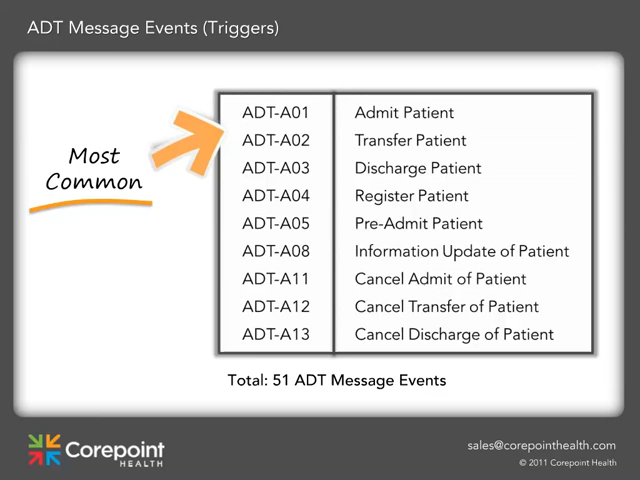 ADT Message Events (Triggers)
Most
Common
ADT-A01 Admit Patient
ADT-A02 Transfer Patient
ADT-A03 Discharge Patient
ADT-A04 Register Patient
ADT-A05 Pre-Admit Patient
ADT-A08 Information Update of Patient
ADT-A11 Cancel Admit of Patient
ADT-A12 Cancel Transfer of Patient
ADT-A13 Cancel Discharge of Patient
Total: 51 ADT Message Events
Corepoint
HEALTH
sales@corepointhealth.com
© 2011 Corepoint Health